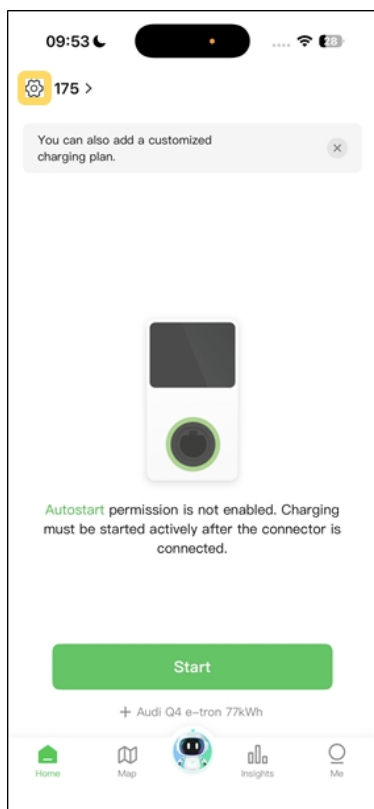 09:53
28
175 >
You can also add a customized
charging plan.
Autostart permission is not enabled. Charging
must be started actively after the connector is
connected.
Start
+ Audi Q4 e-tron 77kWh
Home
Map
Insights
Me